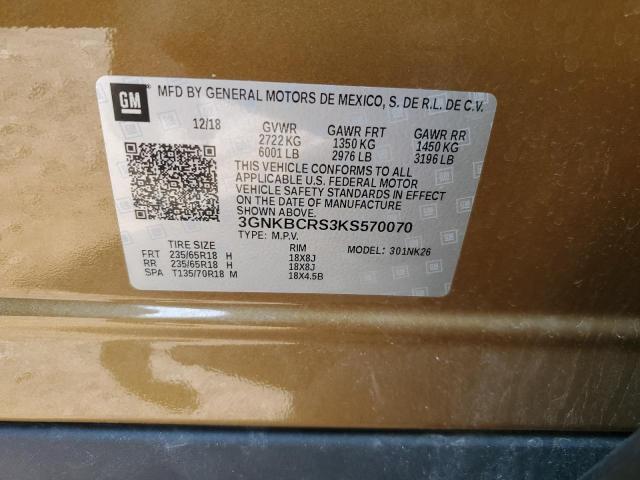 GM
MFD BY GENERAL MOTORS DE MEXICO, S. DE R.L. DE C.V.
12/18 GVWR GAWR FRT GAWR RR
2722 KG 1350 KG 1450 KG
6001 LB 2976 LB 3196 LB
THIS VEHICLE CONFORMS TO ALL
APPLICABLE U.S. FEDERAL MOTOR
VEHICLE SAFETY STANDARDS IN EFFECT
ON THE DATE OF MANUFACTURE
SHOWN ABOVE.
3GNKBCRS3KS570070
TYPE: M.P.V. MODEL: 301NK26
TIRE SIZE RIM
FRT 235/65R18 H 18X8J
RR 235/65R18 H 18X8J
SPA T135/70R18 M 18X4.5B